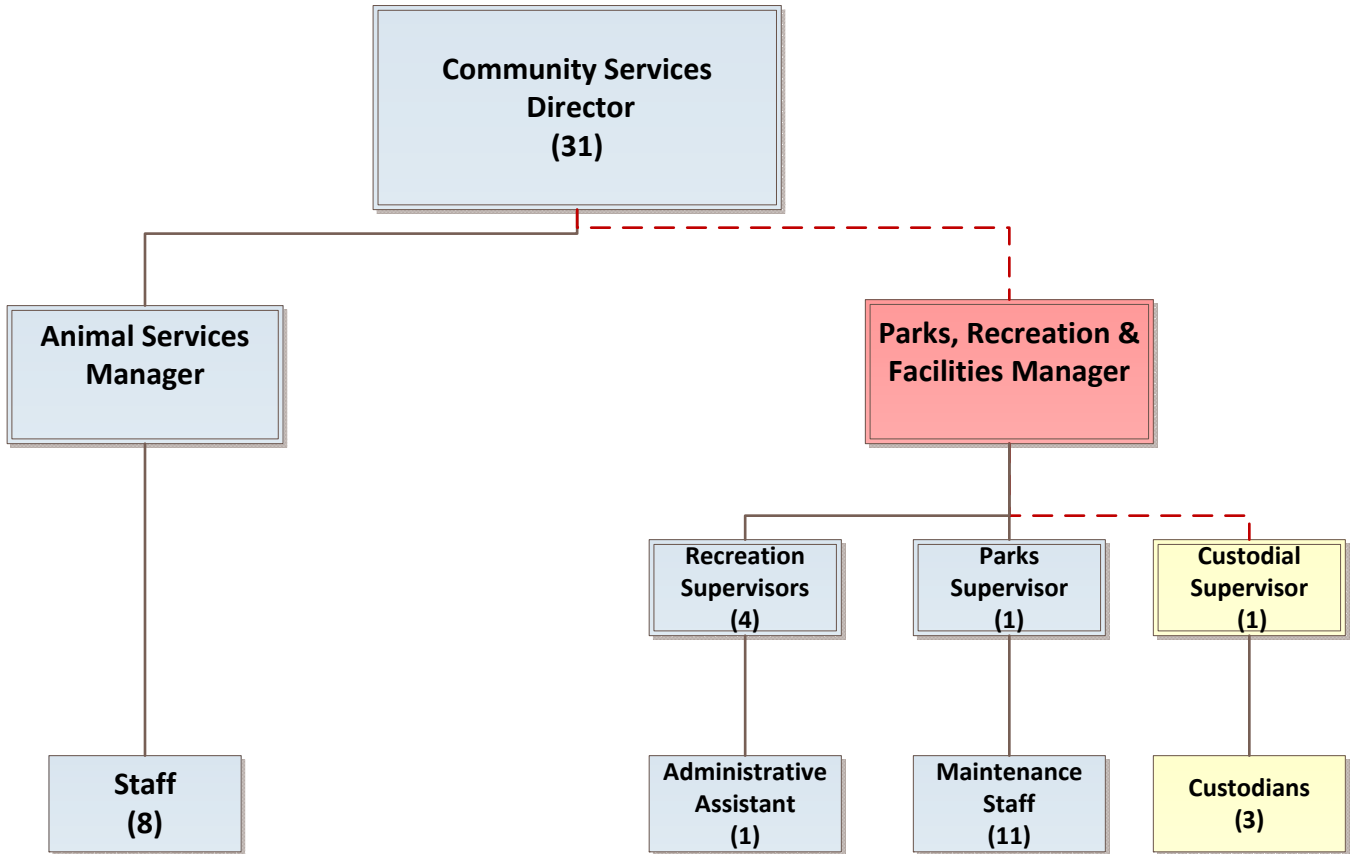 Community Services
Director
(31)
Animal Services
Manager
Parks, Recreation &
Facilities Manager
Recreation
Supervisors
(4)
Parks
Supervisor
(1)
Custodial
Supervisor
(1)
Staff
(8)
Administrative
Assistant
(1)
Maintenance
Staff
(11)
Custodians
(3)